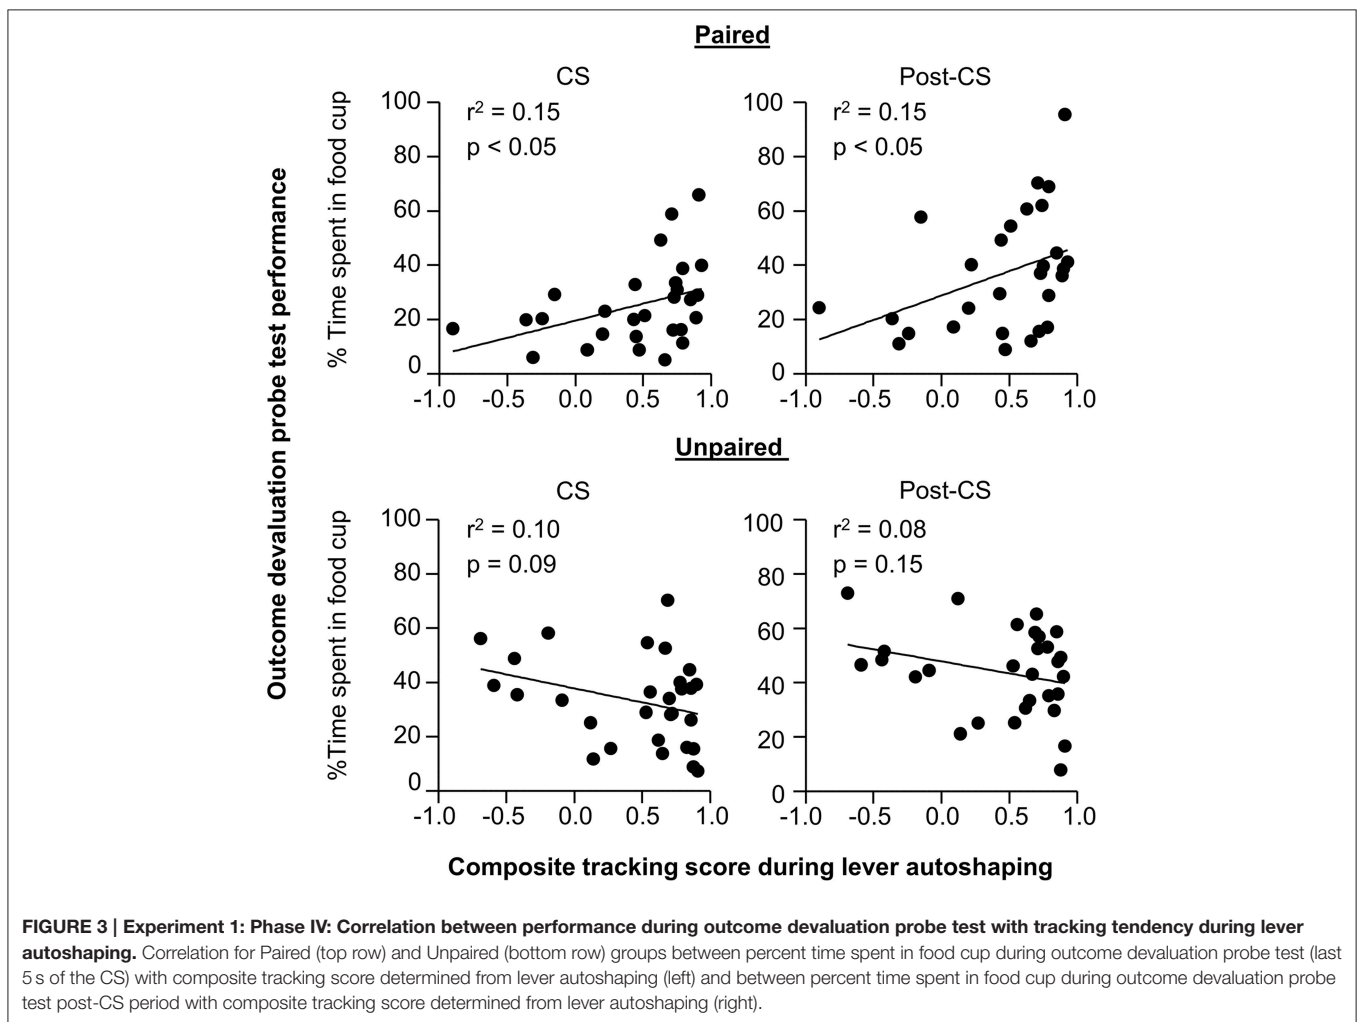 Paired
CS
Post-CS
r² = 0.15
p < 0.05
r² = 0.15
p < 0.05
100
80
60
40
20
0
100
80
60
40
20
0
-1.0 -0.5 0.0 0.5 1.0
-1.0 -0.5 0.0 0.5 1.0
% Time spent in food cup
Outcome devaluation probe test performance
Unpaired
CS
Post-CS
r² = 0.10
p = 0.09
r² = 0.08
p = 0.15
100
80
60
40
20
0
100
80
60
40
20
0
-1.0 -0.5 0.0 0.5 1.0
-1.0 -0.5 0.0 0.5 1.0
%Time spent in food cup
Composite tracking score during lever autoshaping
FIGURE 3 | Experiment 1: Phase IV: Correlation between performance during outcome devaluation probe test with tracking tendency during lever
autoshaping. Correlation for Paired (top row) and Unpaired (bottom row) groups between percent time spent in food cup during outcome devaluation probe test (last
5 s of the CS) with composite tracking score determined from lever autoshaping (left) and between percent time spent in food cup during outcome devaluation probe
test post-CS period with composite tracking score determined from lever autoshaping (right).